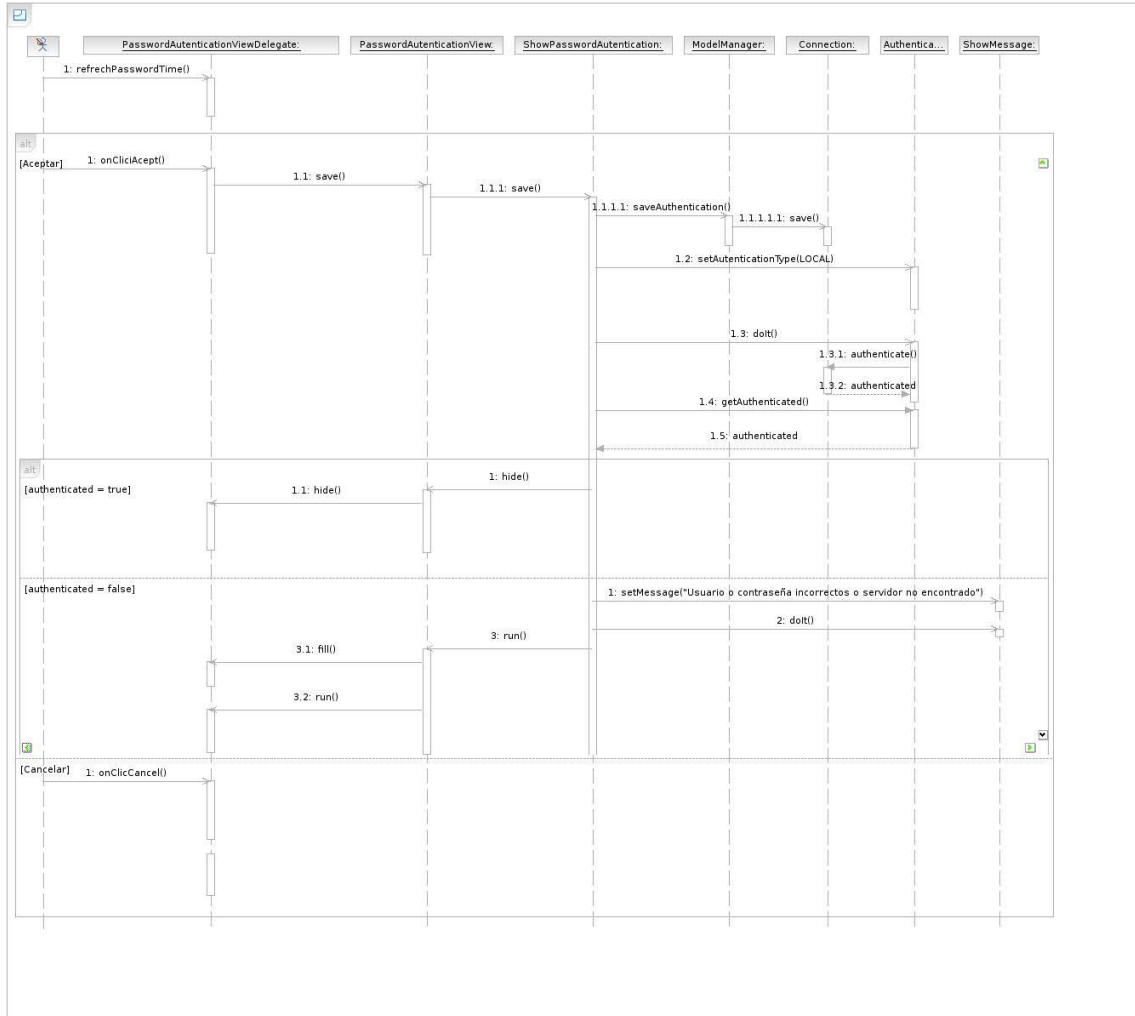 PasswordAutenticationViewDelegate:
PasswordAutenticationView:
ShowPasswordAutentication:
ModelManager:
Connection:
Authentica...
ShowMessage:
1: refrechPasswordTime()
alt
[Aceptar]
1: onCliciAcept()
1.1: save()
1.1.1: save()
1.1.1.1: saveAuthentication()
1.1.1.1.1: save()
1.2: setAutenticationType(LOCAL)
1.3: doIt()
1.3.1: authenticate()
1.3.2: authenticated
1.4: getAuthenticated()
1.5: authenticated
alt
[authenticated = true]
1: hide()
1.1: hide()
[authenticated = false]
1: setMessage("Usuario o contraseña incorrectos o servidor no encontrado")
2: doIt()
3: run()
3.1: fill()
3.2: run()
[Cancelar]
1: onClicCancel()